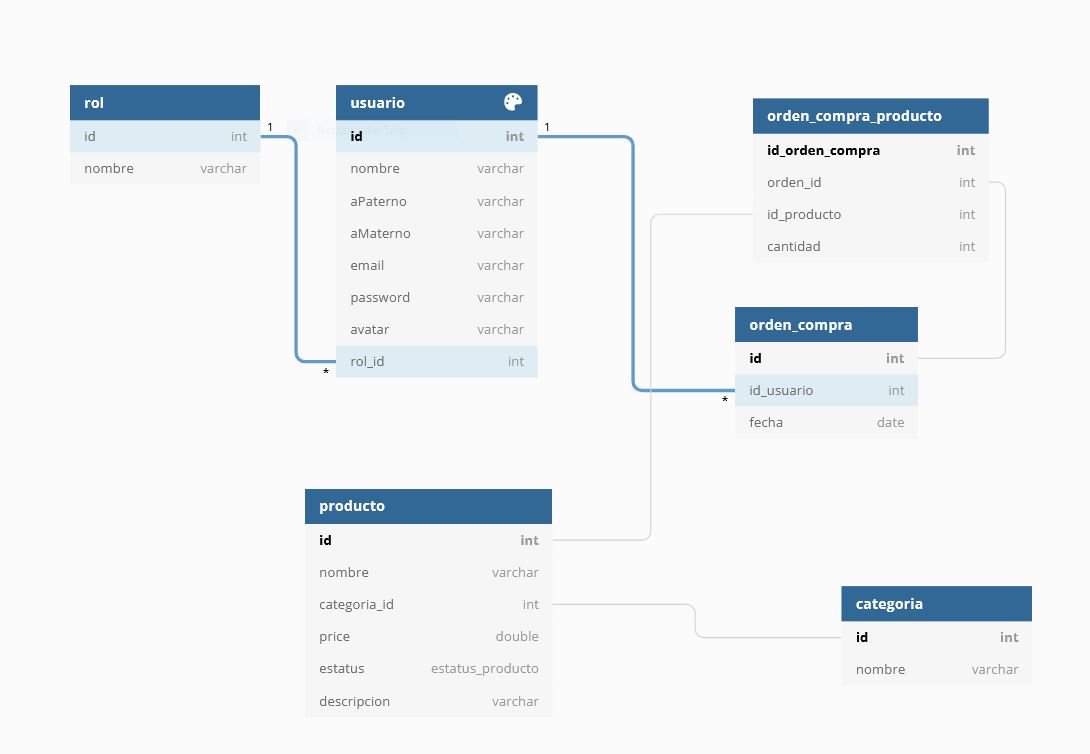 rol
id int
nombre varchar
1
*
usuario
id int
nombre varchar
aPaterno varchar
aMaterno varchar
email varchar
password varchar
avatar varchar
rol_id int
1
*
orden_compra_producto
id_orden_compra int
orden_id int
id_producto int
cantidad int
orden_compra
id int
id_usuario int
fecha date
producto
id int
nombre varchar
categoria_id int
price double
estatus estatus_producto
descripcion varchar
categoria
id int
nombre varchar